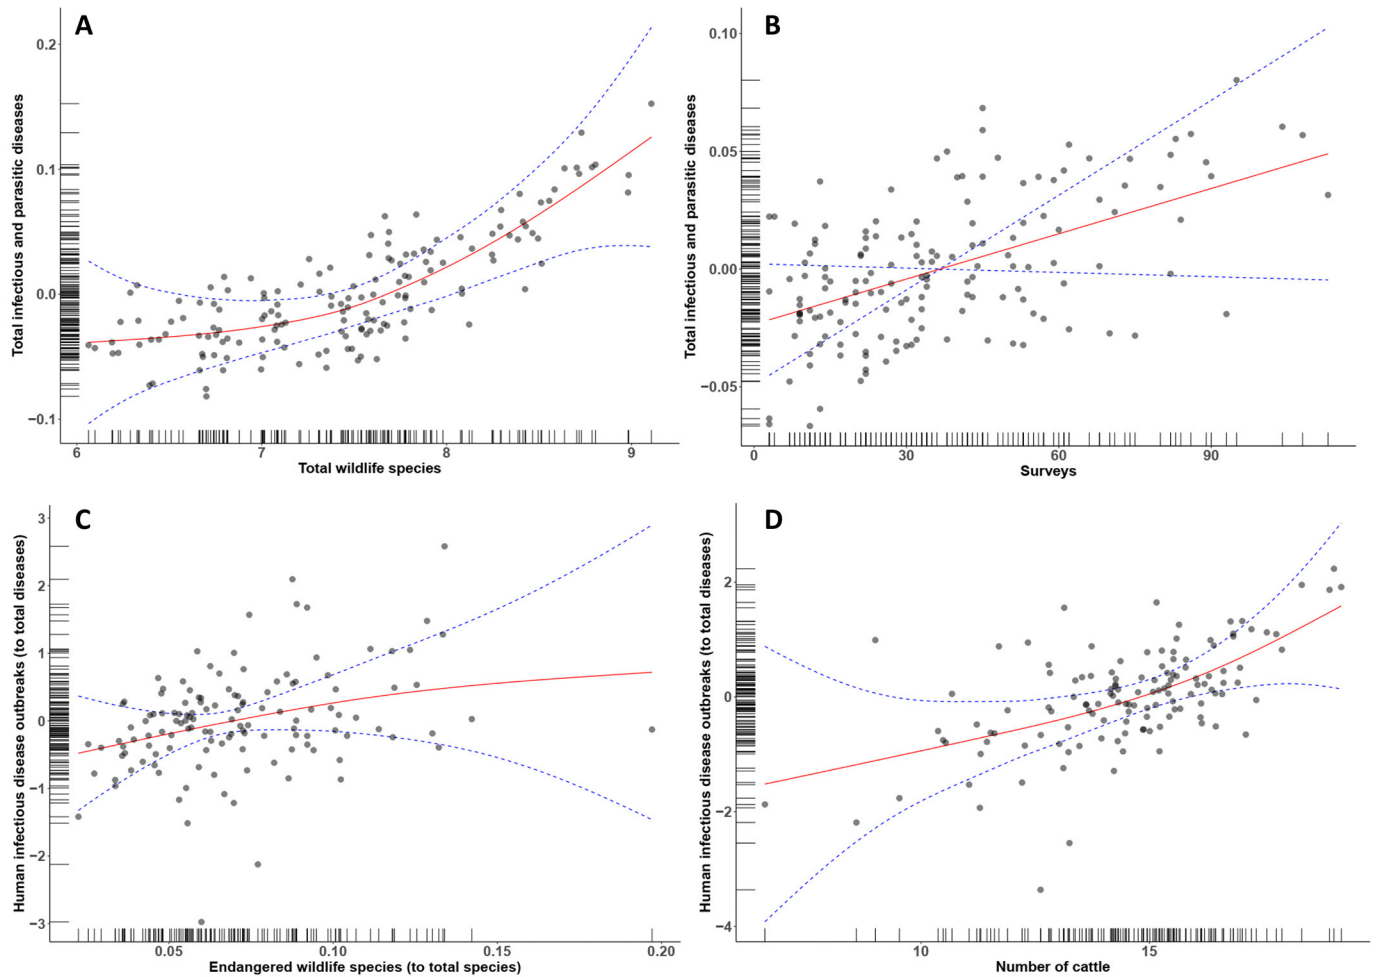 A
Total infectious and parasitic diseases
0.2
0.1
0.0
−0.1
6
7
8
9
Total wildlife species
B
Total infectious and parasitic diseases
0.10
0.05
0.00
−0.05
0
30
60
90
Surveys
C
Human infectious disease outbreaks (to total diseases)
3
2
1
0
−1
−2
−3
0.05
0.10
0.15
0.20
Endangered wildlife species (to total species)
D
Human infectious disease outbreaks (to total diseases)
2
0
−2
−4
10
15
Number of cattle